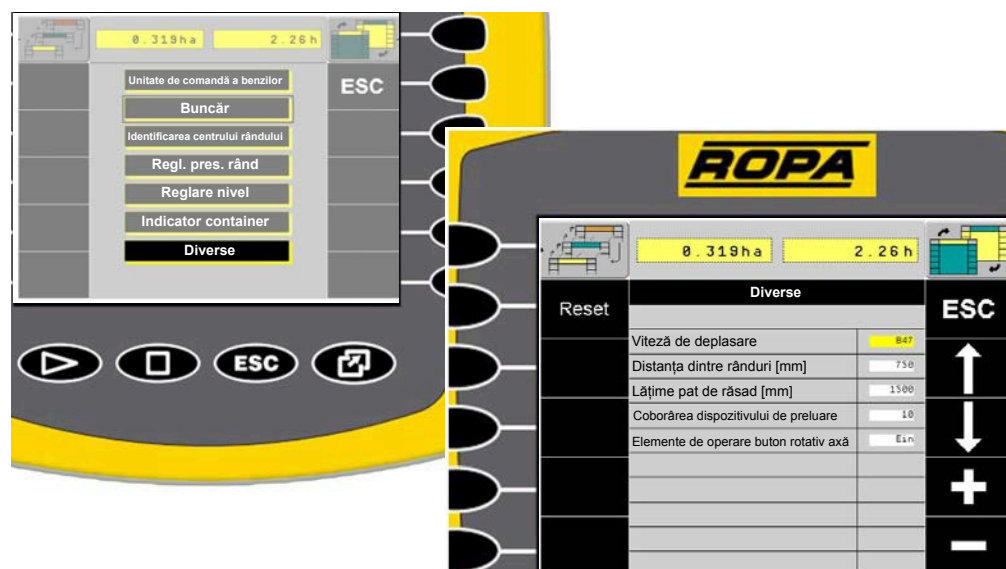 0.319ha 2.26h
Unitate de comandă a benzilor
ESC
Buncăr
Identificarea centrului rândului
Regl. pres. rând
Reglare nivel
Indicator container
Diverse
ESC
ROPA
0.319ha 2.26h
Reset
Diverse
ESC
Viteză de deplasare 847
Distanța dintre rânduri [mm] 750
Lățime pat de răsad [mm] 1500
Coborârea dispozitivului de preluare 10
Elemente de operare buton rotativ axă Ein
+
-